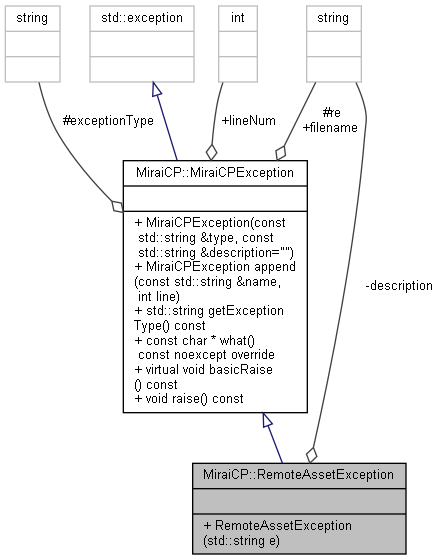 string
std::exception
int
string
#exceptionType
+lineNum
#re
+filename
MiraiCP::MiraiCPException
+ MiraiCPException(const
std::string &type, const
std::string &description="")
+ MiraiCPException append
(const std::string &name,
int line)
+ std::string getException
Type() const
+ const char * what()
const noexcept override
+ virtual void basicRaise
() const
+ void raise() const
-description
MiraiCP::RemoteAssetException
+ RemoteAssetException
(std::string e)